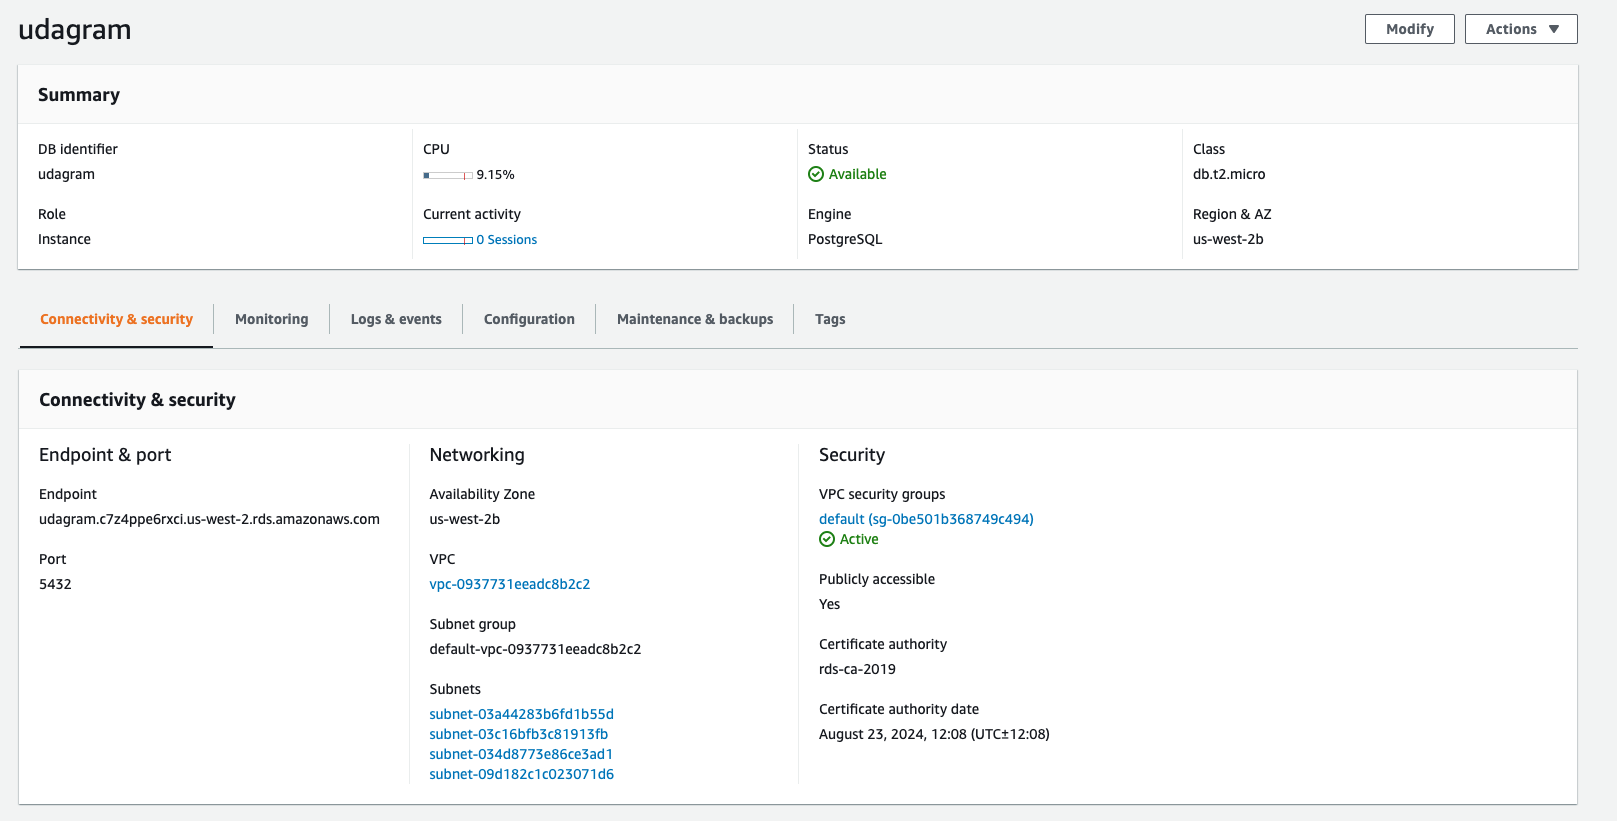 udagram
Modify
Actions
Summary
DB identifier
udagram
CPU
9.15%
Status
Available
Class
db.t2.micro
Role
Instance
Current activity
0 Sessions
Engine
PostgreSQL
Region & AZ
us-west-2b
Connectivity & security
Monitoring
Logs & events
Configuration
Maintenance & backups
Tags
Connectivity & security
Endpoint & port
Endpoint
udagram.c7z4ppe6rxci.us-west-2.rds.amazonaws.com
Port
5432
Networking
Availability Zone
us-west-2b
VPC
vpc-0937731eeadc8b2c2
Subnet group
default-vpc-0937731eeadc8b2c2
Subnets
subnet-03a44283b6fd1b55d
subnet-03c16bfb3c81913fb
subnet-034d8773e86ce3ad1
subnet-09d182c1c023071d6
Security
VPC security groups
default (sg-0be501b368749c494)
Active
Publicly accessible
Yes
Certificate authority
rds-ca-2019
Certificate authority date
August 23, 2024, 12:08 (UTC±12:08)